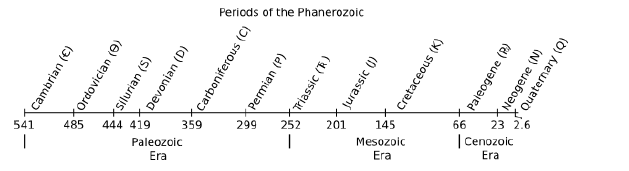 Periods of the Phanerozoic
Cambrian (Ꞓ)
Ordovician (Ɵ)
Silurian (S)
Devonian (D)
Carboniferous (C)
Permian (P)
Triassic (Ꞇ)
Jurassic (J)
Cretaceous (K)
Paleogene (₧)
Neogene (N)
Quaternary (Q)
541 485 444 419 359 299 252 201 145 66 23 2.6
Paleozoic Mesozoic Cenozoic
Era Era Era